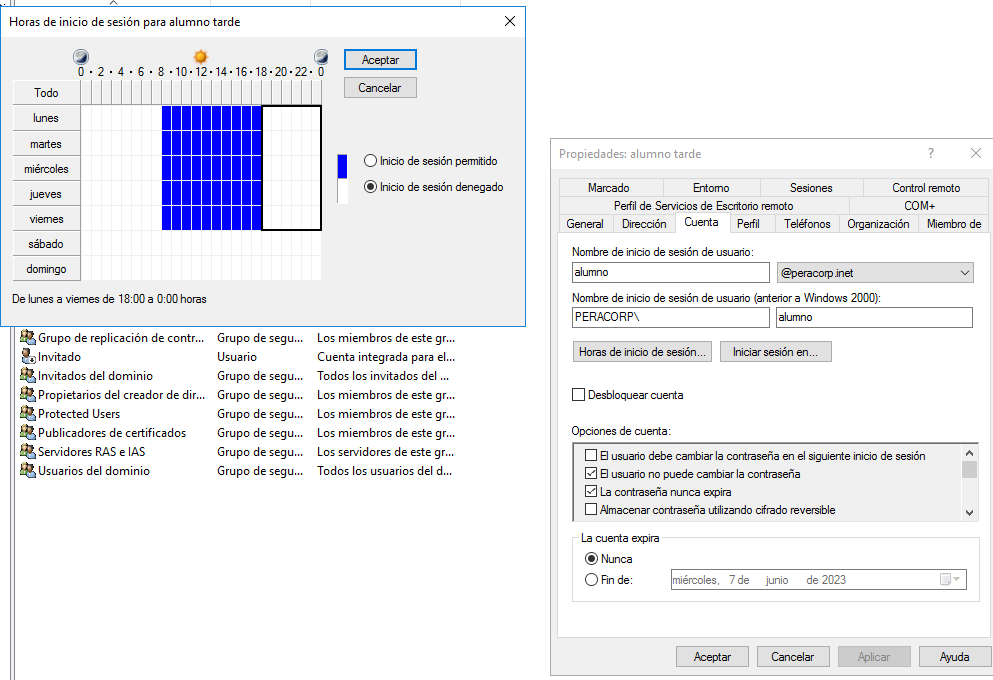 Horas de inicio de sesión para alumno tarde
0 · 2 · 4 · 6 · 8 · 10 · 12 · 14 · 16 · 18 · 20 · 22 · 0
Todo
lunes
martes
miércoles
jueves
viernes
sábado
domingo
Aceptar
Cancelar
Inicio de sesión permitido
Inicio de sesión denegado
De lunes a viernes de 18:00 a 0:00 horas
Grupo de replicación de contr... Grupo de segu... Los miembros de este gr...
Invitado Usuario Cuenta integrada para el...
Invitados del dominio Grupo de segu... Todos los invitados del ...
Propietarios del creador de dir... Grupo de segu... Los miembros de este gr...
Protected Users Grupo de segu... Los miembros de este gr...
Publicadores de certificados Grupo de segu... Los miembros de este gr...
Servidores RAS e IAS Grupo de segu... Los servidores de este gr...
Usuarios del dominio Grupo de segu... Todos los usuarios del d...
Propiedades: alumno tarde ?
Marcado Entorno Sesiones Control remoto
Perfil de Servicios de Escritorio remoto COM+
General Dirección Cuenta Perfil Teléfonos Organización Miembro de
Nombre de inicio de sesión de usuario:
alumno @peracorp.inet
Nombre de inicio de sesión de usuario (anterior a Windows 2000):
PERACORP\ alumno
Horas de inicio de sesión... Iniciar sesión en...
Desbloquear cuenta
Opciones de cuenta:
El usuario debe cambiar la contraseña en el siguiente inicio de sesión
El usuario no puede cambiar la contraseña
La contraseña nunca expira
Almacenar contraseña utilizando cifrado reversible
La cuenta expira
Nunca
Fin de: miércoles, 7 de junio de 2023
Aceptar Cancelar Aplicar Ayuda